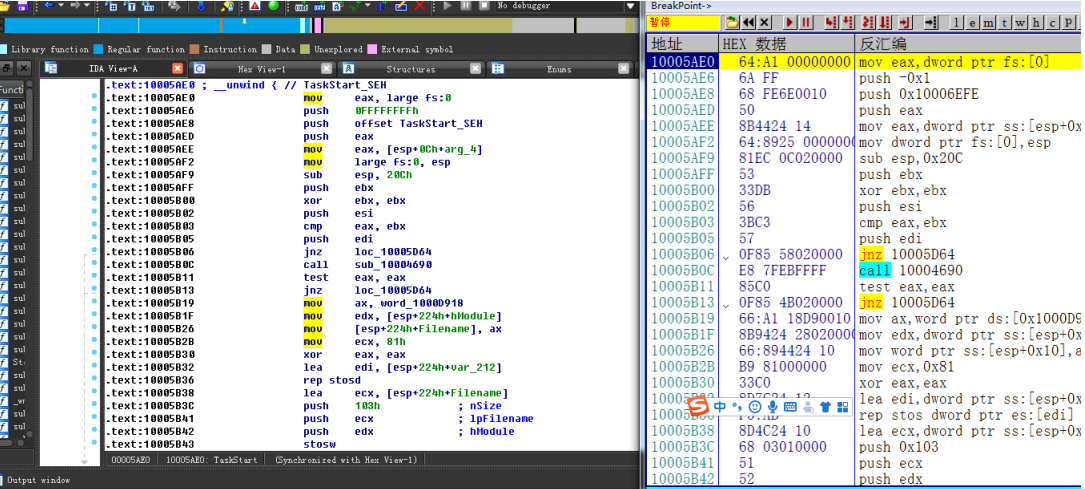 No debugger
Library function Regular function Instruction Data Unexplored External symbol
IDA View-A Hex View-1 Structures Enums
Functi
.text:10005AE0 ; __unwind { // TaskStart_SEH
.text:10005AE0 mov eax, large fs:0
.text:10005AE6 push 0FFFFFFFFh
.text:10005AE8 push offset TaskStart_SEH
.text:10005AED push eax
.text:10005AEE mov eax, [esp+0Ch+arg_4]
.text:10005AF2 mov large fs:0, esp
.text:10005AF9 sub esp, 20Ch
.text:10005AFF push ebx
.text:10005B00 xor ebx, ebx
.text:10005B02 push esi
.text:10005B03 cmp eax, ebx
.text:10005B05 push edi
.text:10005B06 jnz loc_10005D64
.text:10005B0C call sub_10004690
.text:10005B11 test eax, eax
.text:10005B13 jnz loc_10005D64
.text:10005B19 mov ax, word_1000D918
.text:10005B1F mov edx, [esp+224h+hModule]
.text:10005B26 mov [esp+224h+Filename], ax
.text:10005B2B mov ecx, 81h
.text:10005B30 xor eax, eax
.text:10005B32 lea edi, [esp+224h+var_212]
.text:10005B36 rep stosd
.text:10005B38 lea ecx, [esp+224h+Filename]
.text:10005B3C push 103h ; nSize
.text:10005B41 push ecx ; lpFilename
.text:10005B42 push edx ; hModule
.text:10005B43 stosw
00005AE0 10005AE0: TaskStart (Synchronized with Hex View-1)
Output window
BreakPoint->
暂停 l e m t w h c P
地址 HEX 数据 反汇编
10005AE0 64:A1 00000000 mov eax,dword ptr fs:[0]
10005AE6 6A FF push -0x1
10005AE8 68 FE6E0010 push 0x10006EFE
10005AED 50 push eax
10005AEE 8B4424 14 mov eax,dword ptr ss:[esp+0x
10005AF2 64:8925 0000000 mov dword ptr fs:[0],esp
10005AF9 81EC 0C020000 sub esp,0x20C
10005AFF 53 push ebx
10005B00 33DB xor ebx,ebx
10005B02 56 push esi
10005B03 3BC3 cmp eax,ebx
10005B05 57 push edi
10005B06 0F85 58020000 jnz 10005D64
10005B0C E8 7FEBFFFF call 10004690
10005B11 85C0 test eax,eax
10005B13 0F85 4B020000 jnz 10005D64
10005B19 66:A1 18D90010 mov ax,word ptr ds:[0x1000D9
10005B1F 8B9424 28020000 mov edx,dword ptr ss:[esp+0x
10005B26 66:894424 10 mov word ptr ss:[esp+0x10],a
10005B2B B9 81000000 mov ecx,0x81
10005B30 33C0 xor eax,eax
lea edi,dword ptr ss:[esp+0x
中
rep stos dword ptr es:[edi]
10005B38 8D4C24 10 lea ecx,dword ptr ss:[esp+0x
10005B3C 68 03010000 push 0x103
10005B41 51 push ecx
10005B42 52 push edx